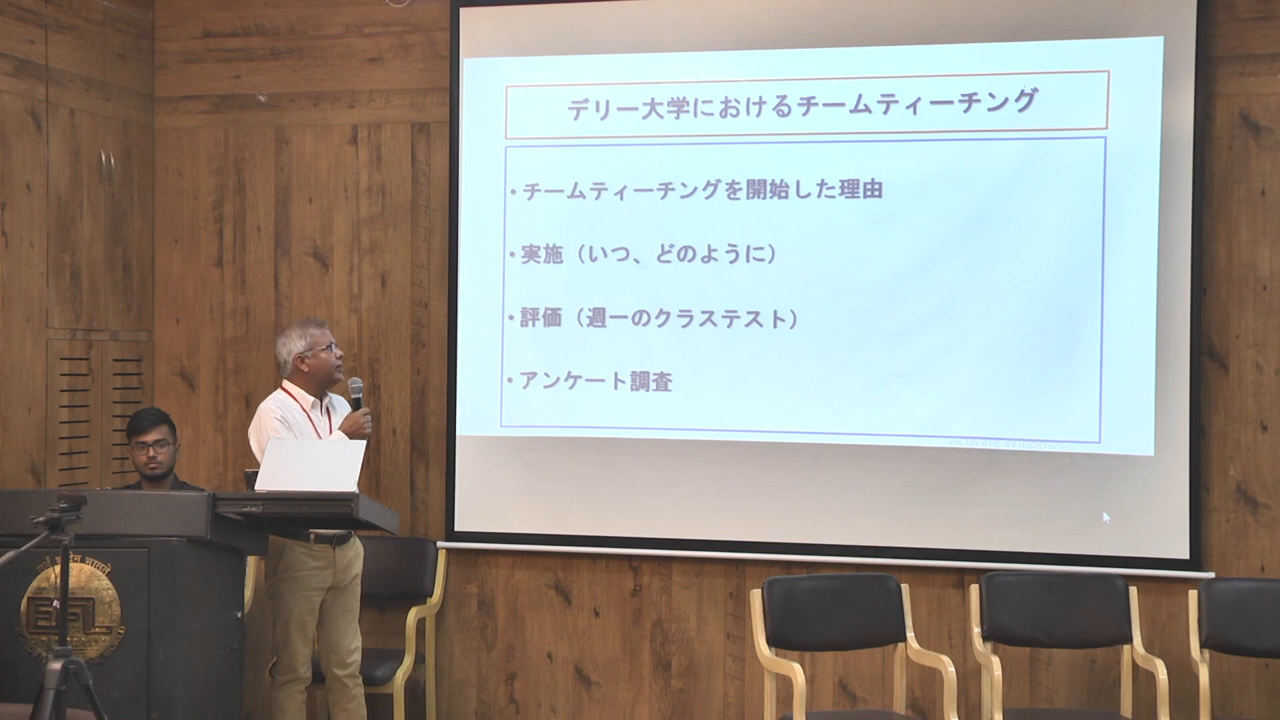 デリー大学におけるチームティーチング
・チームティーチングを開始した理由
・実施（いつ、どのように）
・評価（週一のクラステスト）
・アンケート調査
Activate Windows